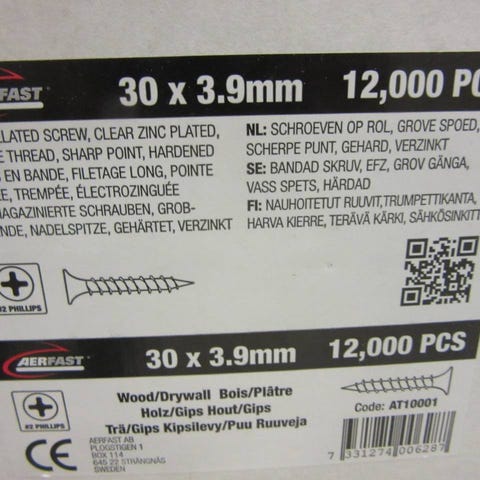 AERFAST 30 x 3.9mm 12,000 PC
LLATED SCREW, CLEAR ZINC PLATED,
E THREAD, SHARP POINT, HARDENED
S EN BANDE, FILETAGE LONG, POINTE
ÉE, TREMPÉE, ÉLECTROZINGUÉE
MAGAZINIERTE SCHRAUBEN, GROB-
NDE, NADELSPITZE, GEHÄRTET, VERZINKT
NL: SCHROEVEN OP ROL, GROVE SPOED,
SCHERPE PUNT, GEHARD, VERZINKT
SE: BANDAD SKRUV, EFZ, GROV GÄNGA,
VASS SPETS, HÄRDAD
FI: NAUHOITETUT RUUVIT,TRUMPETTIKANTA,
HARVA KIERRE, TERÄVÄ KÄRKI, SÄHKÖSINKITT
#2 PHILLIPS
AERFAST 30 x 3.9mm 12,000 PCS
#2 PHILLIPS
Wood/Drywall Bois/Plâtre
Holz/Gips Hout/Gips
Trä/Gips Kipsilevy/Puu Ruuveja
AERFAST AB
PLOGSTIGEN 1
BOX 114
645 22 STRÄNGNÄS
SWEDEN
CE
Code: AT10001
7 331274 006287